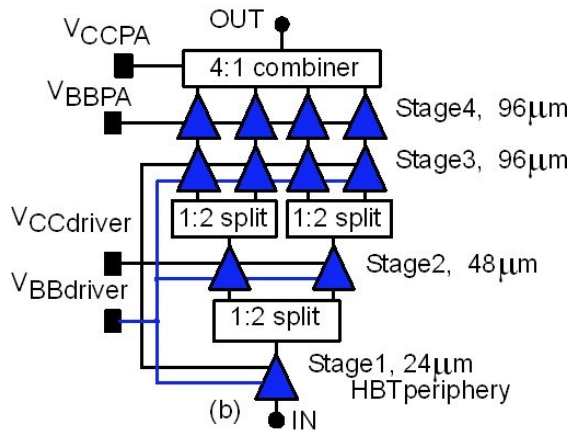 OUT
VCCPA
4:1 combiner
VBBPA
Stage4, 96μm
Stage3, 96μm
1:2 split
1:2 split
VCCdriver
Stage2, 48μm
VBBdriver
1:2 split
Stage1, 24μm
HBTperiphery
(b)
IN